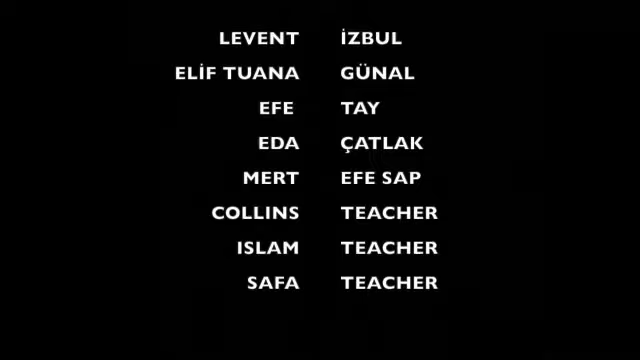 LEVENT İZBUL
ELİF TUANA GÜNAL
EFE TAY
EDA ÇATLAK
MERT EFE SAP
COLLINS TEACHER
ISLAM TEACHER
SAFA TEACHER